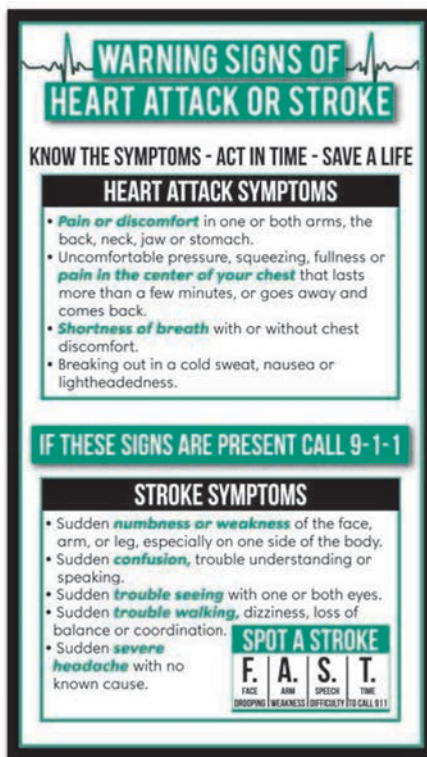 WARNING SIGNS OF
HEART ATTACK OR STROKE
KNOW THE SYMPTOMS - ACT IN TIME - SAVE A LIFE
HEART ATTACK SYMPTOMS
• Pain or discomfort in one or both arms, the
back, neck, jaw or stomach.
• Uncomfortable pressure, squeezing, fullness or
pain in the center of your chest that lasts
more than a few minutes, or goes away and
comes back.
• Shortness of breath with or without chest
discomfort.
• Breaking out in a cold sweat, nausea or
lightheadedness.
IF THESE SIGNS ARE PRESENT CALL 9-1-1
STROKE SYMPTOMS
• Sudden numbness or weakness of the face,
arm, or leg, especially on one side of the body.
• Sudden confusion, trouble understanding or
speaking.
• Sudden trouble seeing with one or both eyes.
• Sudden trouble walking, dizziness, loss of
balance or coordination.
• Sudden severe
headache with no
known cause.
SPOT A STROKE
F. A. S. T.
FACE ARM SPEECH TIME
DROOPING WEAKNESS DIFFICULTY TO CALL 911